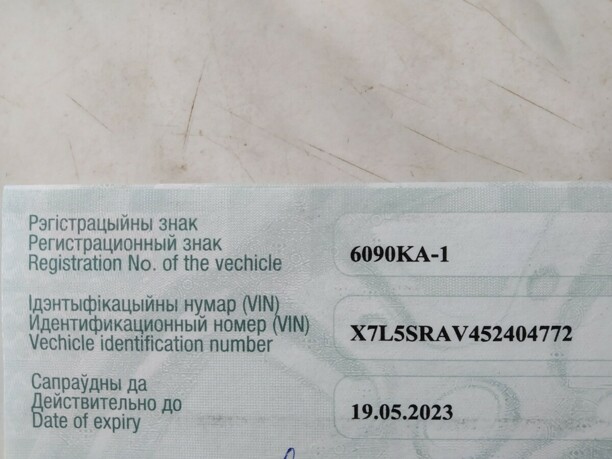 Рэгістрацыйны знак
Регистрационный знак
Registration No. of the vechicle
6090KA-1
Ідэнтыфікацыйны нумар (VIN)
Идентификационный номер (VIN)
Vechicle identification number
X7L5SRAV452404772
Сапраўдны да
Действительно до
Date of expiry
19.05.2023